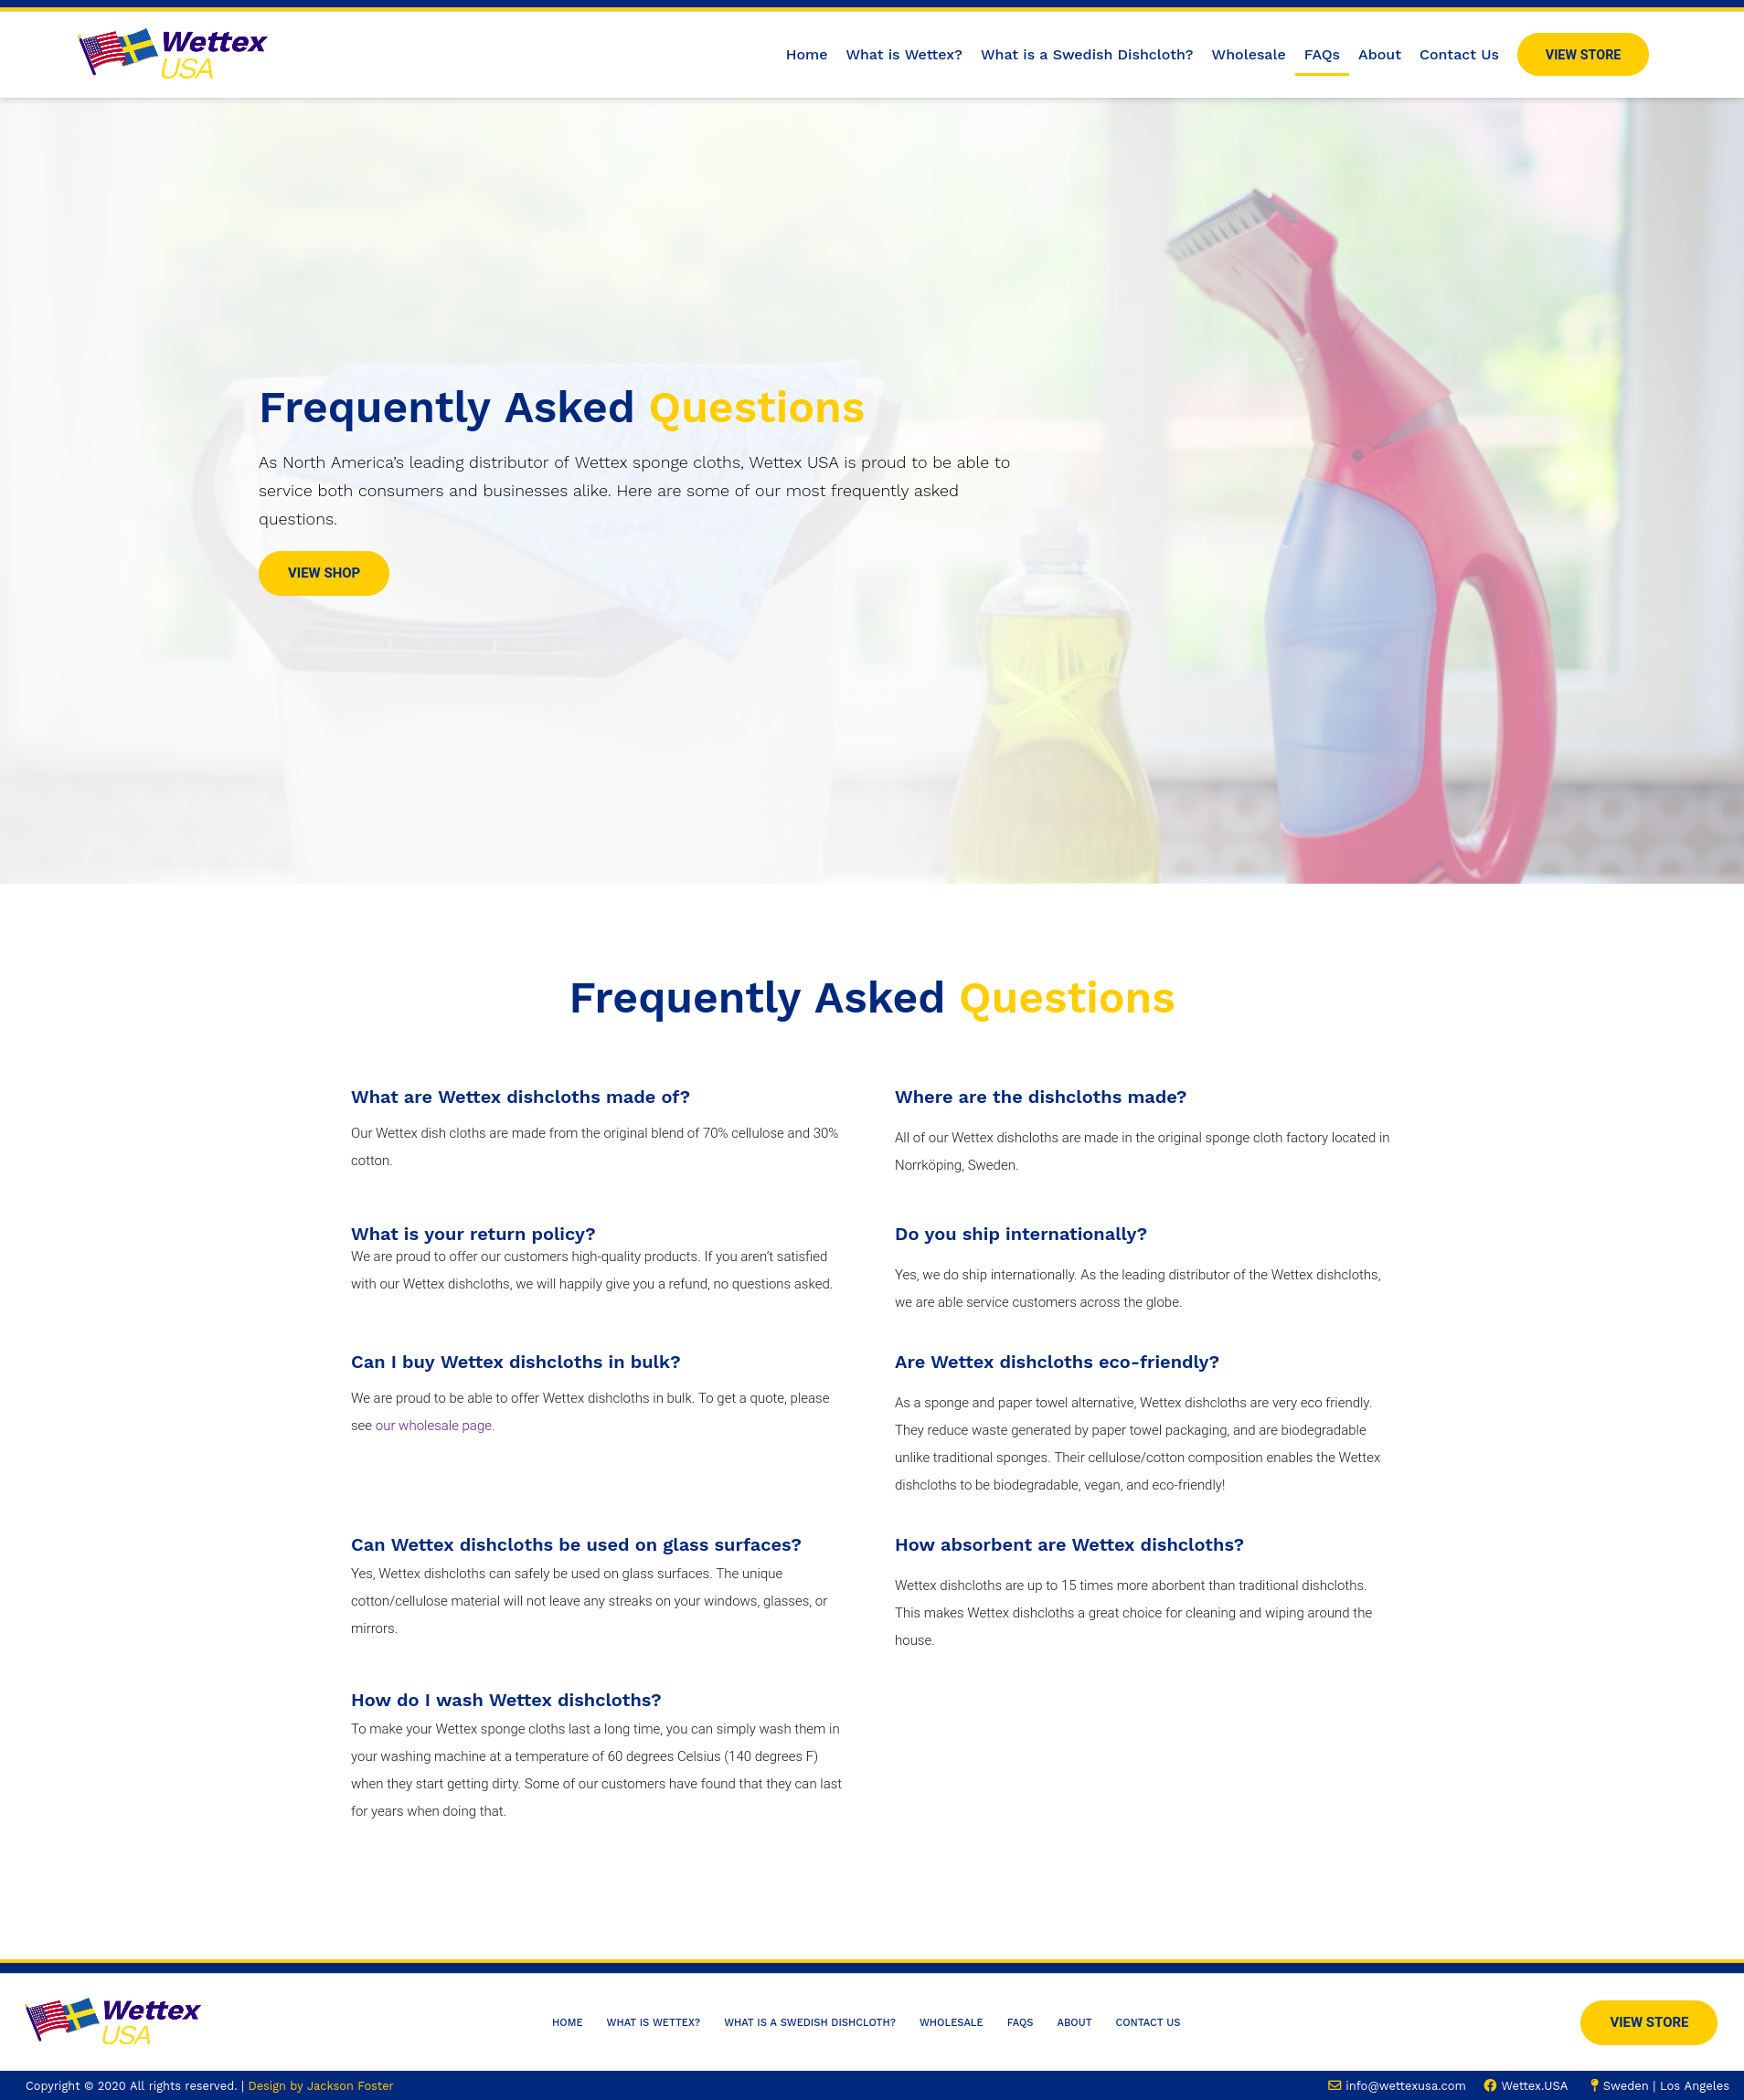 Wettex
USA
Home What is Wettex? What is a Swedish Dishcloth? Wholesale FAQs About Contact Us VIEW STORE
Frequently Asked Questions
As North America’s leading distributor of Wettex sponge cloths, Wettex USA is proud to be able to
service both consumers and businesses alike. Here are some of our most frequently asked
questions.
VIEW SHOP
Frequently Asked Questions
What are Wettex dishcloths made of?
Our Wettex dish cloths are made from the original blend of 70% cellulose and 30%
cotton.
Where are the dishcloths made?
All of our Wettex dishcloths are made in the original sponge cloth factory located in
Norrköping, Sweden.
What is your return policy?
We are proud to offer our customers high-quality products. If you aren’t satisfied
with our Wettex dishcloths, we will happily give you a refund, no questions asked.
Do you ship internationally?
Yes, we do ship internationally. As the leading distributor of the Wettex dishcloths,
we are able service customers across the globe.
Can I buy Wettex dishcloths in bulk?
We are proud to be able to offer Wettex dishcloths in bulk. To get a quote, please
see our wholesale page.
Are Wettex dishcloths eco-friendly?
As a sponge and paper towel alternative, Wettex dishcloths are very eco friendly.
They reduce waste generated by paper towel packaging, and are biodegradable
unlike traditional sponges. Their cellulose/cotton composition enables the Wettex
dishcloths to be biodegradable, vegan, and eco-friendly!
Can Wettex dishcloths be used on glass surfaces?
Yes, Wettex dishcloths can safely be used on glass surfaces. The unique
cotton/cellulose material will not leave any streaks on your windows, glasses, or
mirrors.
How absorbent are Wettex dishcloths?
Wettex dishcloths are up to 15 times more aborbent than traditional dishcloths.
This makes Wettex dishcloths a great choice for cleaning and wiping around the
house.
How do I wash Wettex dishcloths?
To make your Wettex sponge cloths last a long time, you can simply wash them in
your washing machine at a temperature of 60 degrees Celsius (140 degrees F)
when they start getting dirty. Some of our customers have found that they can last
for years when doing that.
Wettex
USA
HOME WHAT IS WETTEX? WHAT IS A SWEDISH DISHCLOTH? WHOLESALE FAQS ABOUT CONTACT US
VIEW STORE
Copyright © 2020 All rights reserved. | Design by Jackson Foster
info@wettexusa.com Wettex.USA Sweden | Los Angeles